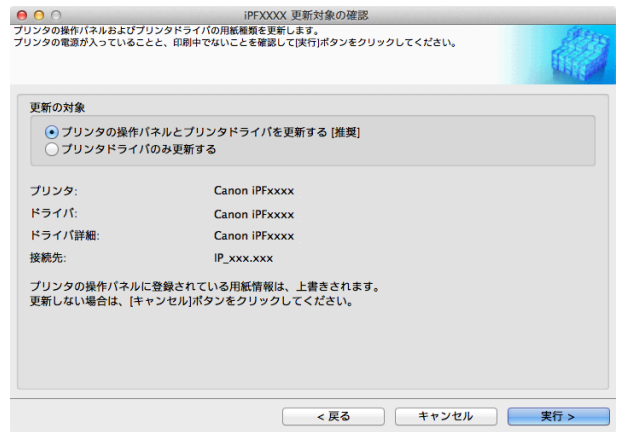 iPFXXXX 更新対象の確認
プリンタの操作パネルおよびプリンタドライバの用紙種類を更新します。
プリンタの電源が入っていることと、印刷中でないことを確認して[実行]ボタンをクリックしてください。
更新の対象
プリンタの操作パネルとプリンタドライバを更新する [推奨]
プリンタドライバのみ更新する
プリンタ: Canon iPFxxxx
ドライバ: Canon iPFxxxx
ドライバ詳細: Canon iPFxxxx
接続先: IP_xxx.xxx
プリンタの操作パネルに登録されている用紙情報は、上書きされます。
更新しない場合は、[キャンセル]ボタンをクリックしてください。
< 戻る キャンセル 実行 >